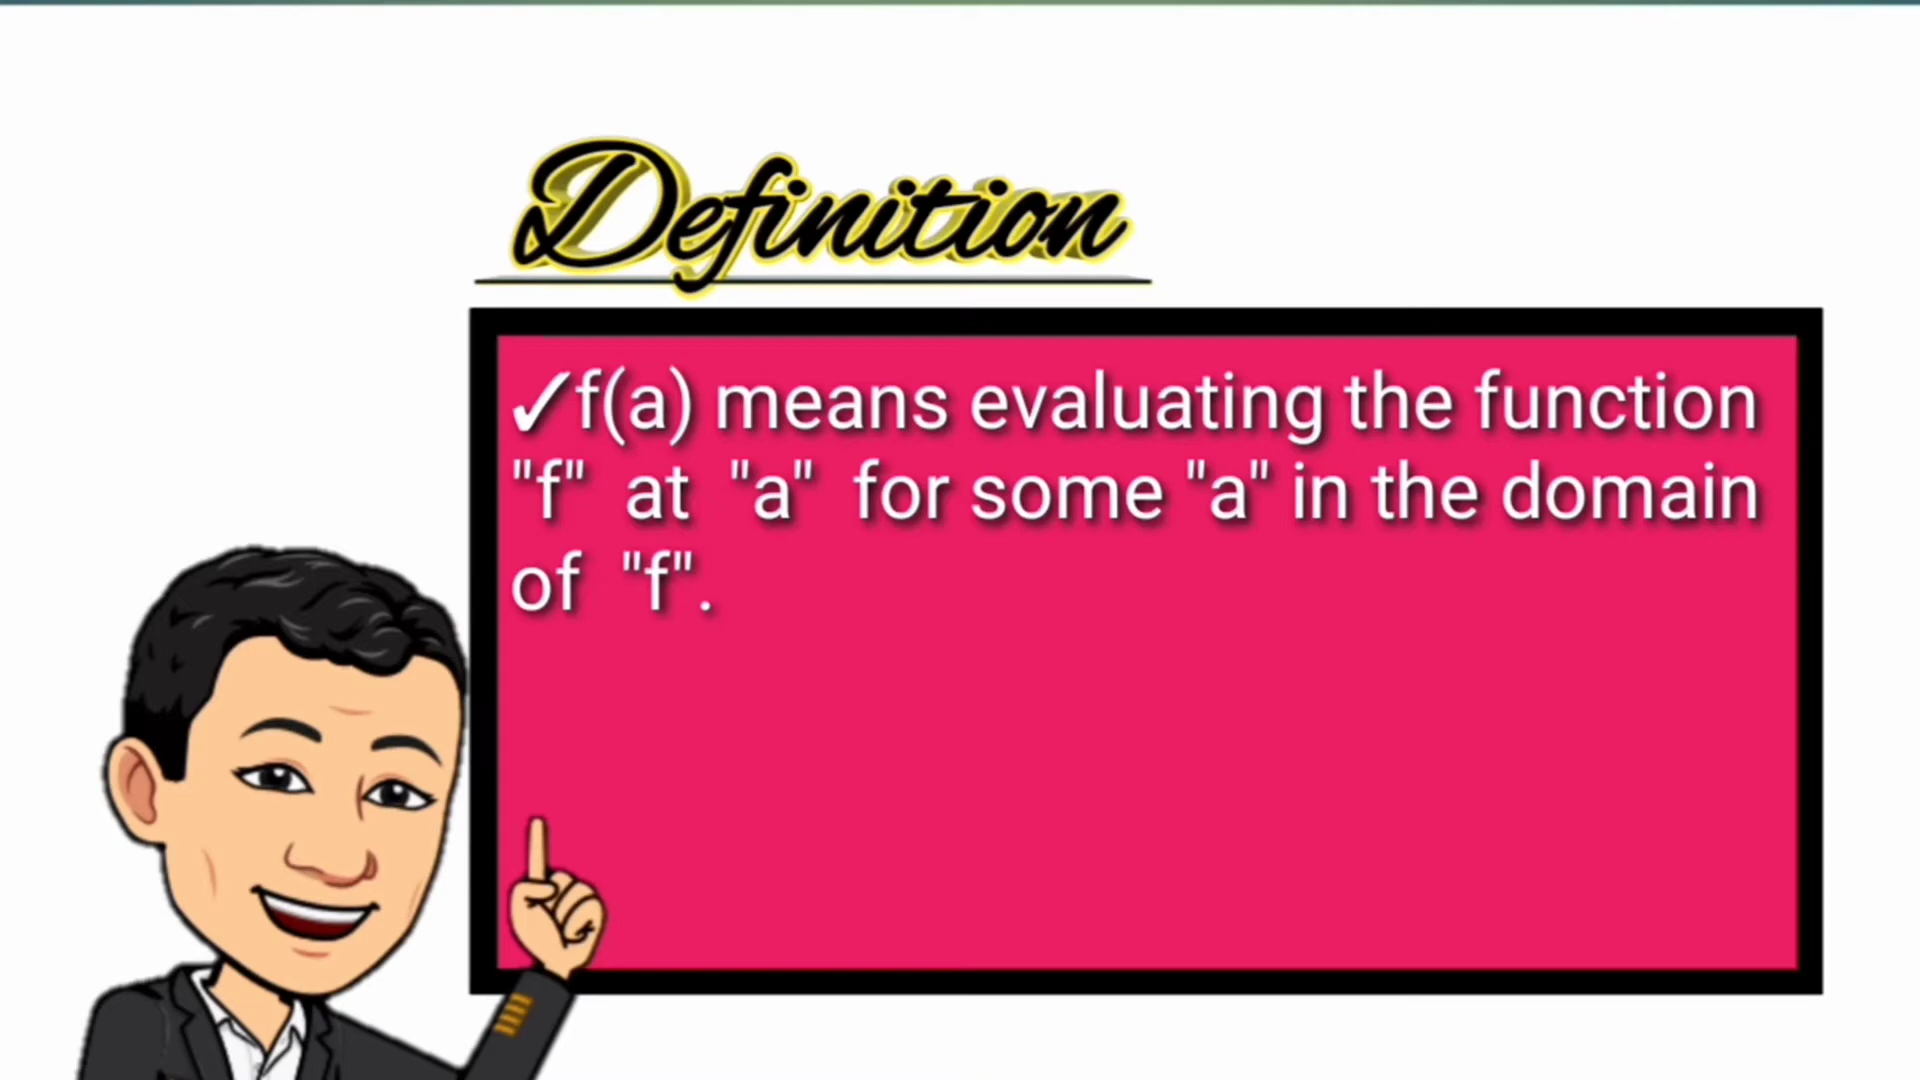 Definition
✓f(a) means evaluating the function
"f" at "a" for some "a" in the domain
of "f".